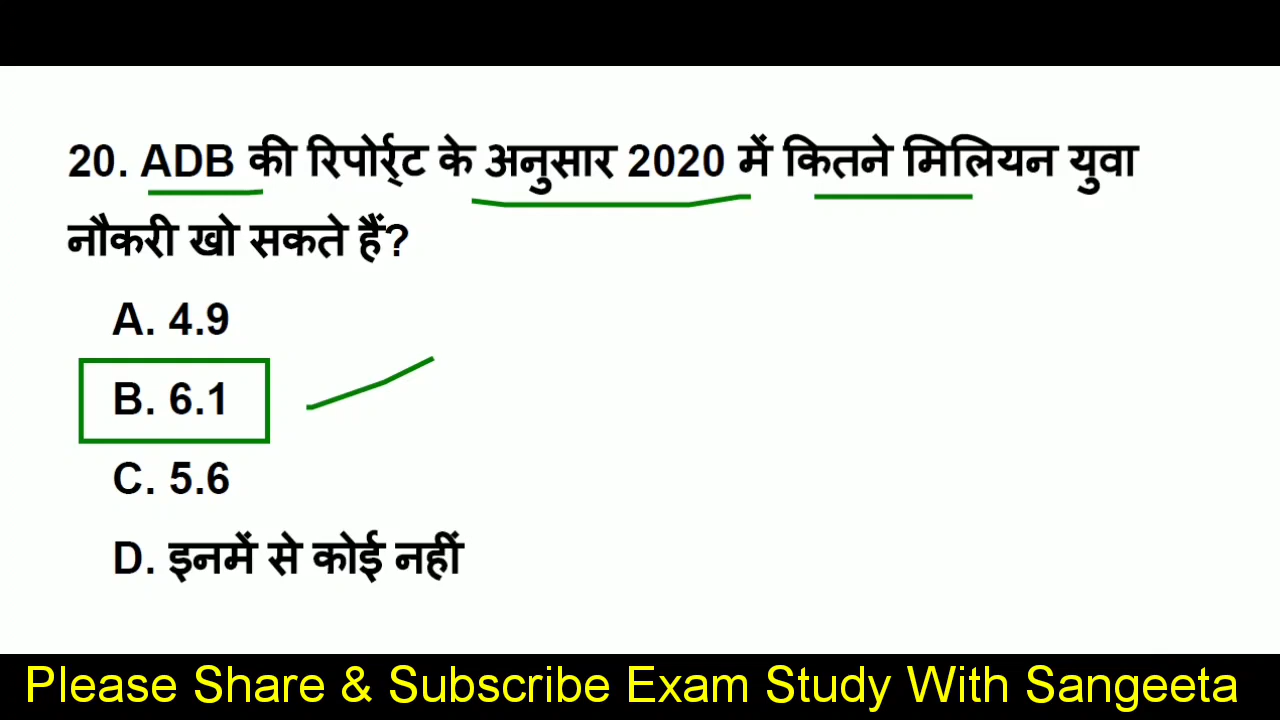 20. ADB की रिपोर्र्ट के अनुसार 2020 में कितने मिलियन युवा
नौकरी खो सकते हैं?
A. 4.9
B. 6.1
C. 5.6
D. इनमें से कोई नहीं
Please Share & Subscribe Exam Study With Sangeeta